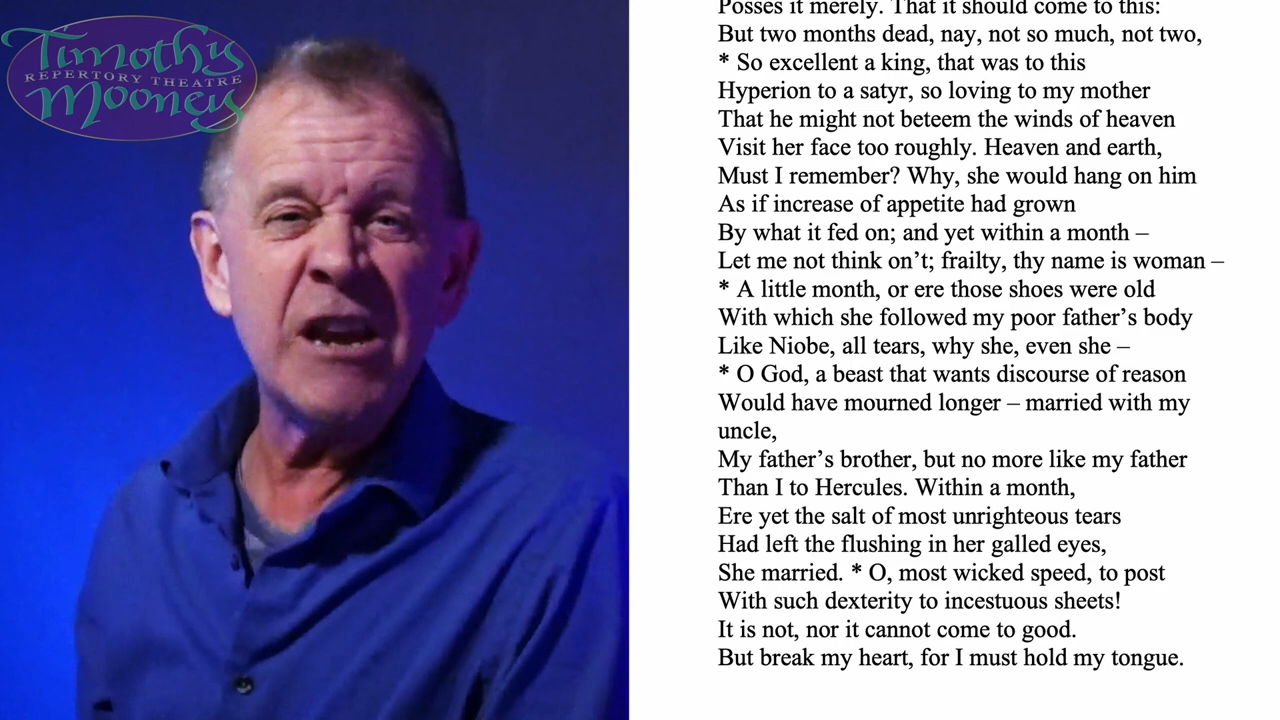 Timothy
REPERTORY THEATRE
Mooney
Posses it merely. That it should come to this:
But two months dead, nay, not so much, not two,
* So excellent a king, that was to this
Hyperion to a satyr, so loving to my mother
That he might not beteem the winds of heaven
Visit her face too roughly. Heaven and earth,
Must I remember? Why, she would hang on him
As if increase of appetite had grown
By what it fed on; and yet within a month –
Let me not think on’t; frailty, thy name is woman –
* A little month, or ere those shoes were old
With which she followed my poor father’s body
Like Niobe, all tears, why she, even she –
* O God, a beast that wants discourse of reason
Would have mourned longer – married with my
uncle,
My father’s brother, but no more like my father
Than I to Hercules. Within a month,
Ere yet the salt of most unrighteous tears
Had left the flushing in her galled eyes,
She married. * O, most wicked speed, to post
With such dexterity to incestuous sheets!
It is not, nor it cannot come to good.
But break my heart, for I must hold my tongue.